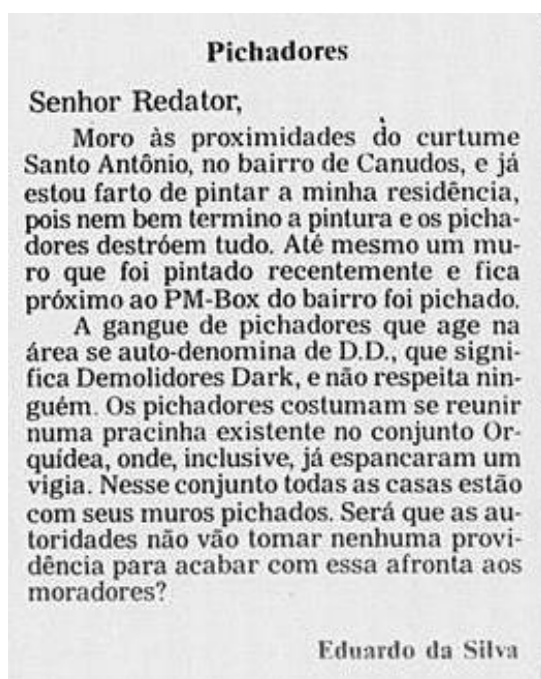 Pichadores
Senhor Redator,
Moro às proximidades do curtume
Santo Antônio, no bairro de Canudos, e já
estou farto de pintar a minha residência,
pois nem bem termino a pintura e os picha-
dores destróem tudo. Até mesmo um mu-
ro que foi pintado recentemente e fica
próximo ao PM-Box do bairro foi pichado.
A gangue de pichadores que age na
área se auto-denomina de D.D., que signi-
fica Demolidores Dark, e não respeita nin-
guém. Os pichadores costumam se reunir
numa pracinha existente no conjunto Or-
quídea, onde, inclusive, já espancaram um
vigia. Nesse conjunto todas as casas estão
com seus muros pichados. Será que as au-
toridades não vão tomar nenhuma provi-
dência para acabar com essa afronta aos
moradores?
Eduardo da Silva